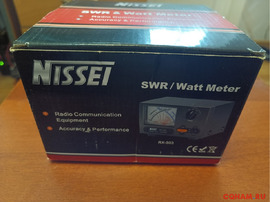 SWR & Watt Meter
Radio Communication Equipment
Accuracy & Performance
NISSEI
SWR / Watt Meter
Radio Communication
Equipment
Accuracy & Performance
CE
CQHAM.RU